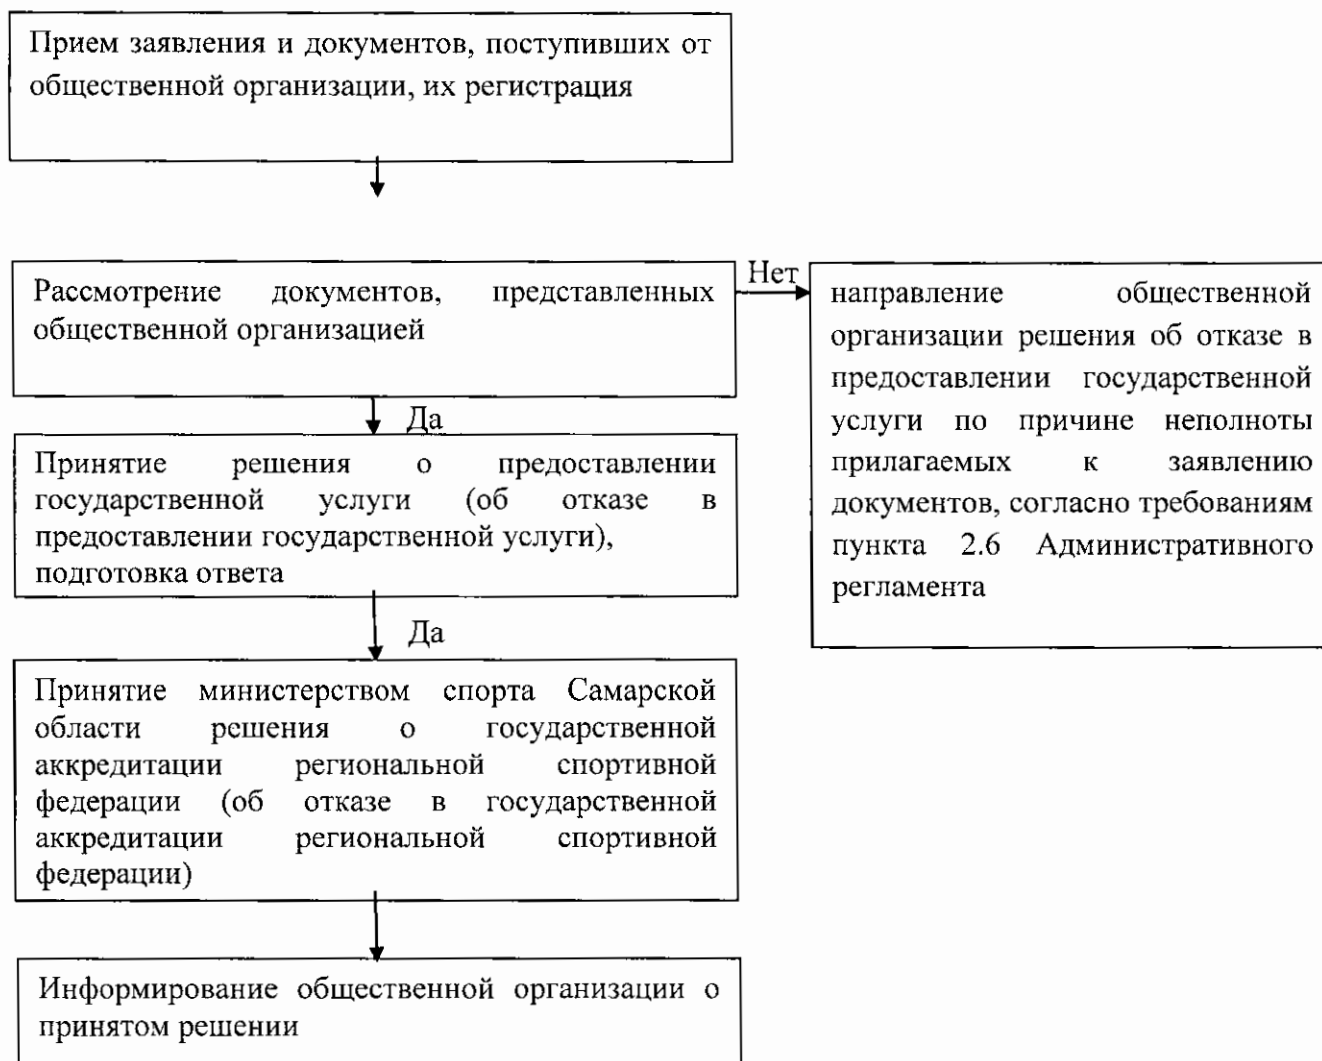 Прием заявления и документов, поступивших от
общественной организации, их регистрация
Рассмотрение документов, представленных
общественной организацией
Нет
направление общественной
организации решения об отказе в
предоставлении государственной
услуги по причине неполноты
прилагаемых к заявлению
документов, согласно требованиям
пункта 2.6 Административного
регламента
Да
Принятие решения о предоставлении
государственной услуги (об отказе в
предоставлении государственной услуги),
подготовка ответа
Да
Принятие министерством спорта Самарской
области решения о государственной
аккредитации региональной спортивной
федерации (об отказе в государственной
аккредитации региональной спортивной
федерации)
Информирование общественной организации о
принятом решении